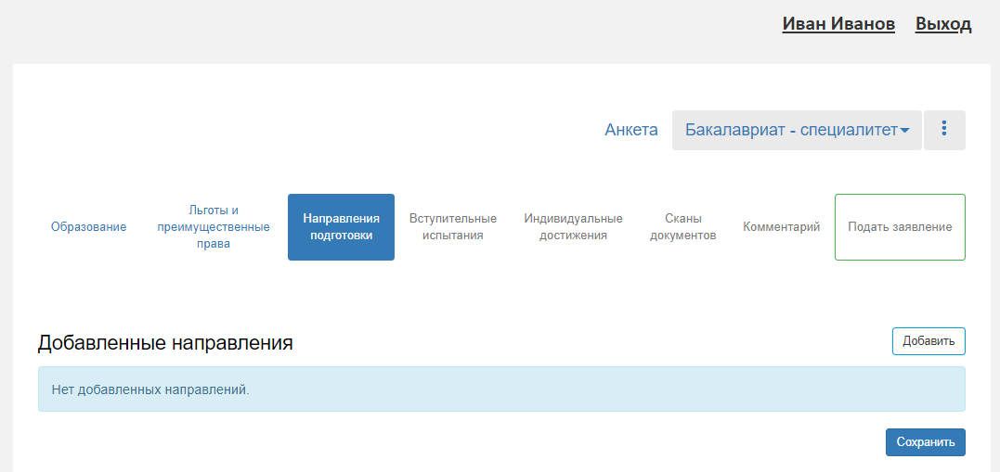 Иван Иванов Выход
Анкета Бакалавриат - специалитет
Образование
Льготы и
преимущественные
права
Направления
подготовки
Вступительные
испытания
Индивидуальные
достижения
Сканы
документов
Комментарий
Подать заявление
Добавленные направления
Добавить
Нет добавленных направлений.
Сохранить